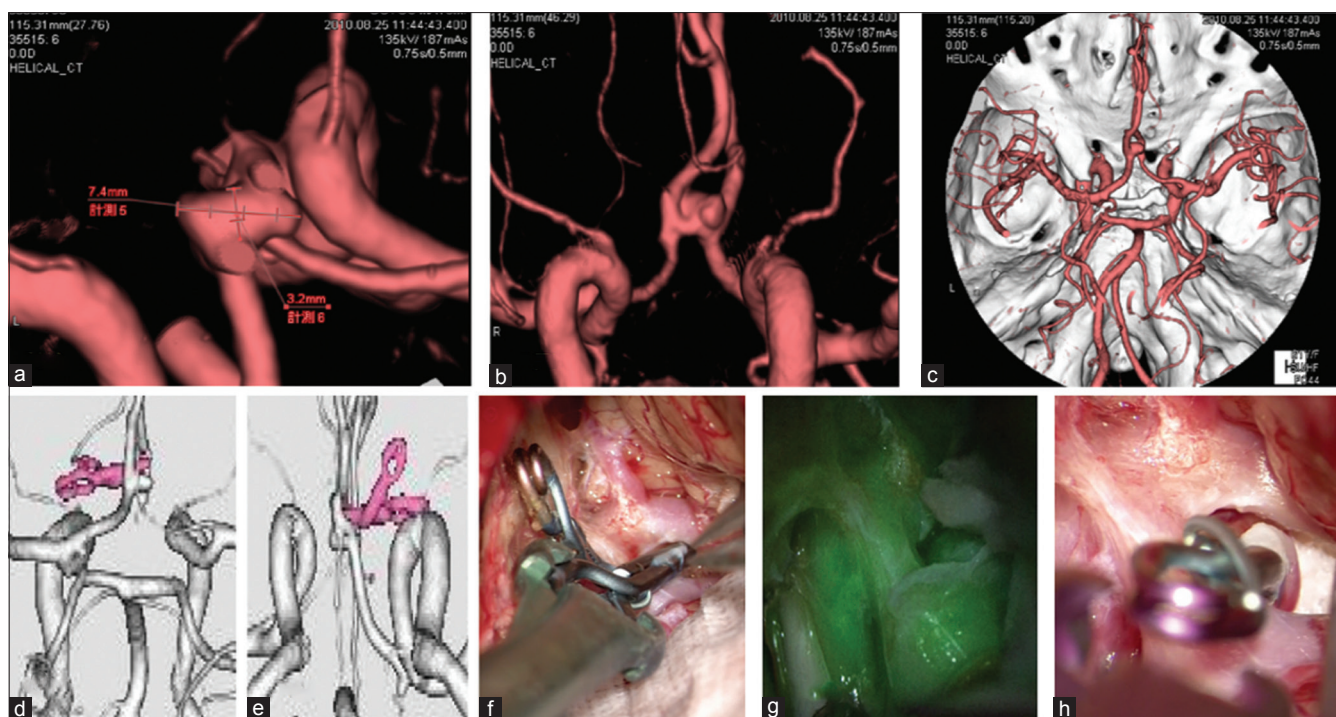 115.31mm(27.76)
35515. 6
0.0D
HELICAL_CT
2010.08.25 11:44:43.400
135kV/ 187mAs
0.75s/0.5mm
7.4mm
計測 5
3.2mm
計測 6
L
a
115.31mm(46.29)
35515. 6
0.0D
HELICAL_CT
2010.08.25 11:44:43.400
135kV/ 187mAs
0.75s/0.5mm
R
b
115.31mm(115.20)
35515. 6
0.0D
HELICAL_CT
2010.08.25 11:44:43.400
135kV/ 187mAs
0.75s/0.5mm
L
c
d
e
f
g
h